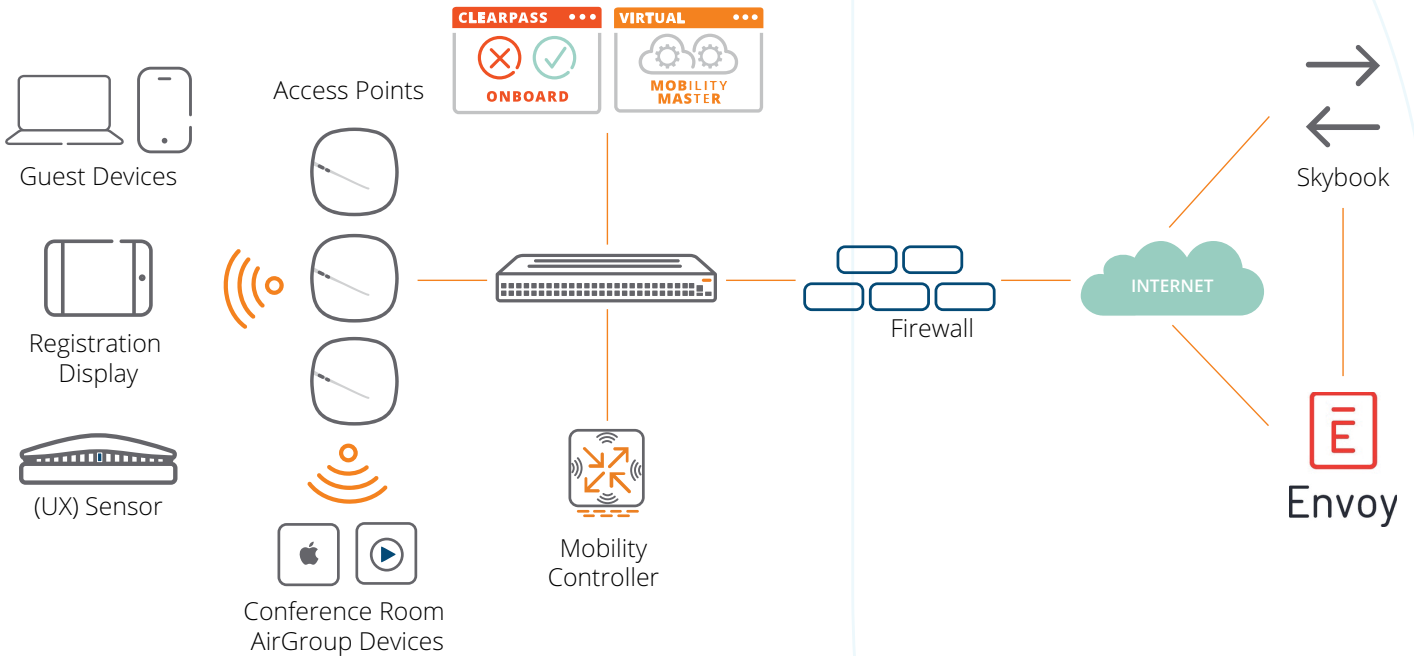 CLEARPASS
ONBOARD
VIRTUAL
MOBILITY
MASTER
Access Points
Guest Devices
Skybook
Registration
Display
INTERNET
Firewall
(UX) Sensor
Ē
Envoy
Mobility
Controller
Conference Room
AirGroup Devices